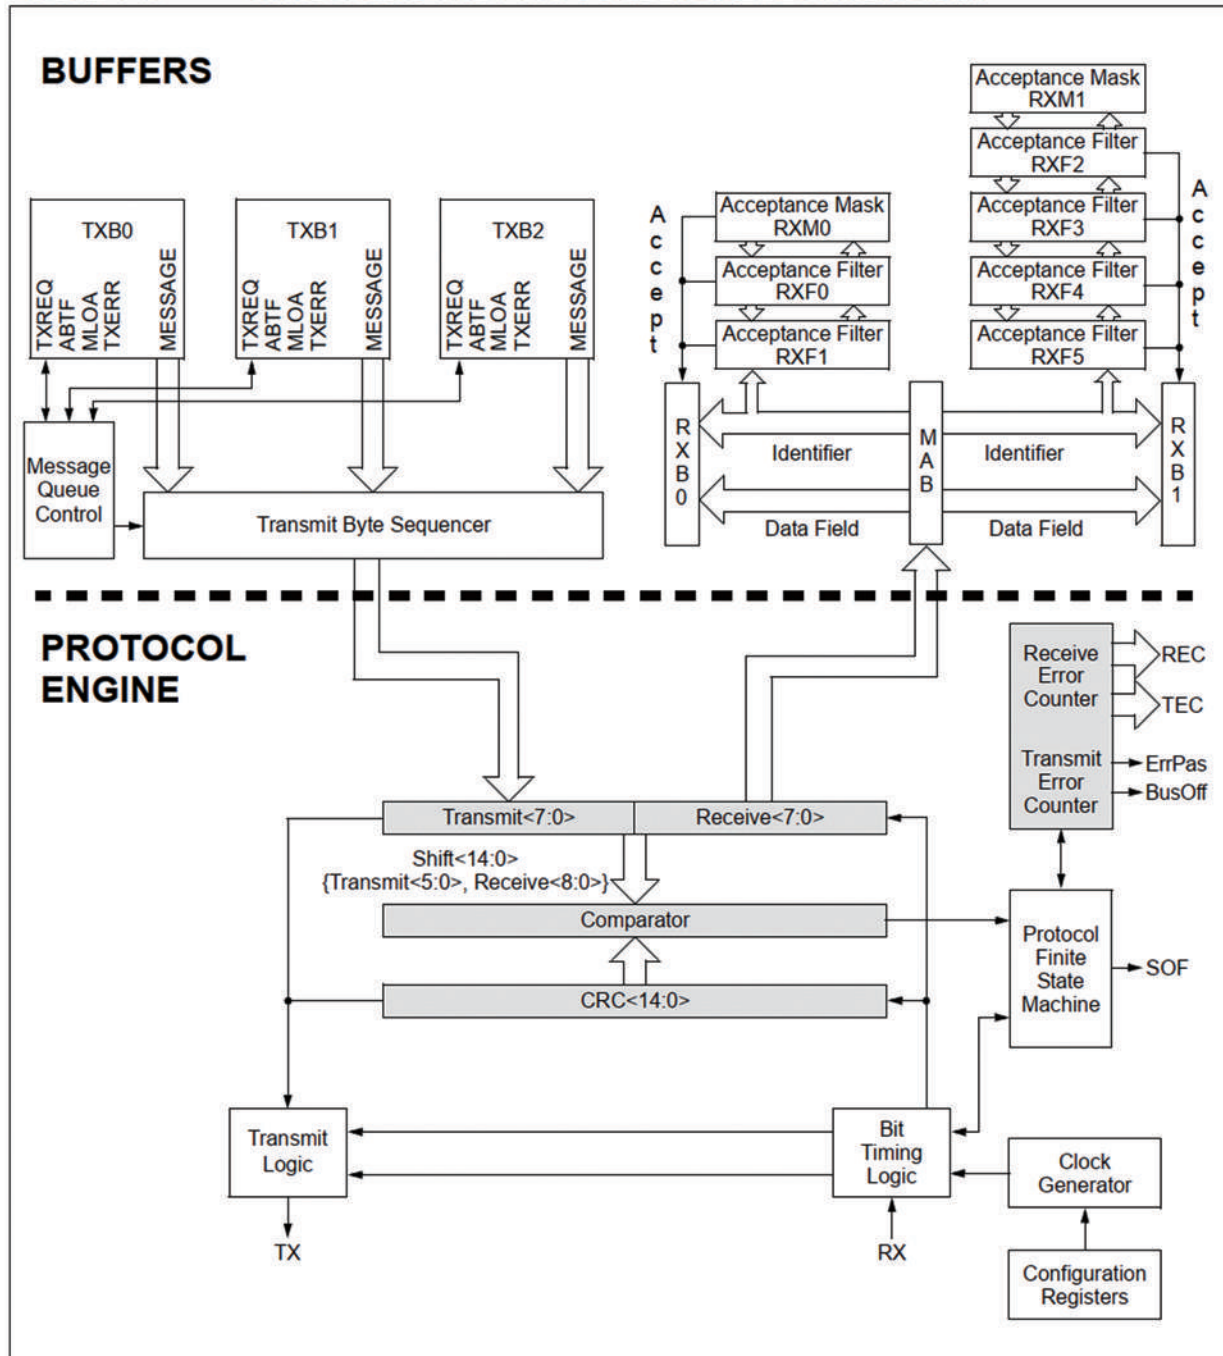 BUFFERS
Acceptance Mask
RXM1
Acceptance Filter
RXF2
Acceptance Filter
RXF3
Acceptance Filter
RXF4
Acceptance Filter
RXF5
Accept
Acceptance Mask
RXM0
Acceptance Filter
RXF0
Acceptance Filter
RXF1
Accept
TXB0
TXREQ
ABTF
MLOA
TXERR
MESSAGE
TXB1
TXREQ
ABTF
MLOA
TXERR
MESSAGE
TXB2
TXREQ
ABTF
MLOA
TXERR
MESSAGE
Message
Queue
Control
Transmit Byte Sequencer
RXB0
Identifier
Data Field
MAB
Identifier
Data Field
RXB1
PROTOCOL
ENGINE
Receive
Error
Counter
Transmit
Error
Counter
REC
TEC
ErrPas
BusOff
Transmit<7:0>
Receive<7:0>
Shift<14:0>
{Transmit<5:0>, Receive<8:0>}
Comparator
CRC<14:0>
Protocol
Finite
State
Machine
SOF
Transmit
Logic
TX
Bit
Timing
Logic
RX
Clock
Generator
Configuration
Registers